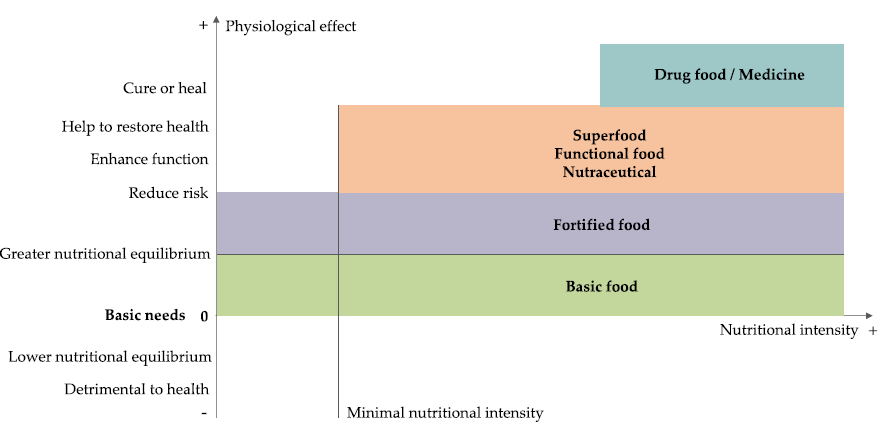 + Physiological effect
Drug food / Medicine
Cure or heal
Help to restore health
Superfood
Functional food
Nutraceutical
Enhance function
Reduce risk
Fortified food
Greater nutritional equilibrium
Basic food
Basic needs 0
Nutritional intensity +
Lower nutritional equilibrium
Detrimental to health
-
Minimal nutritional intensity